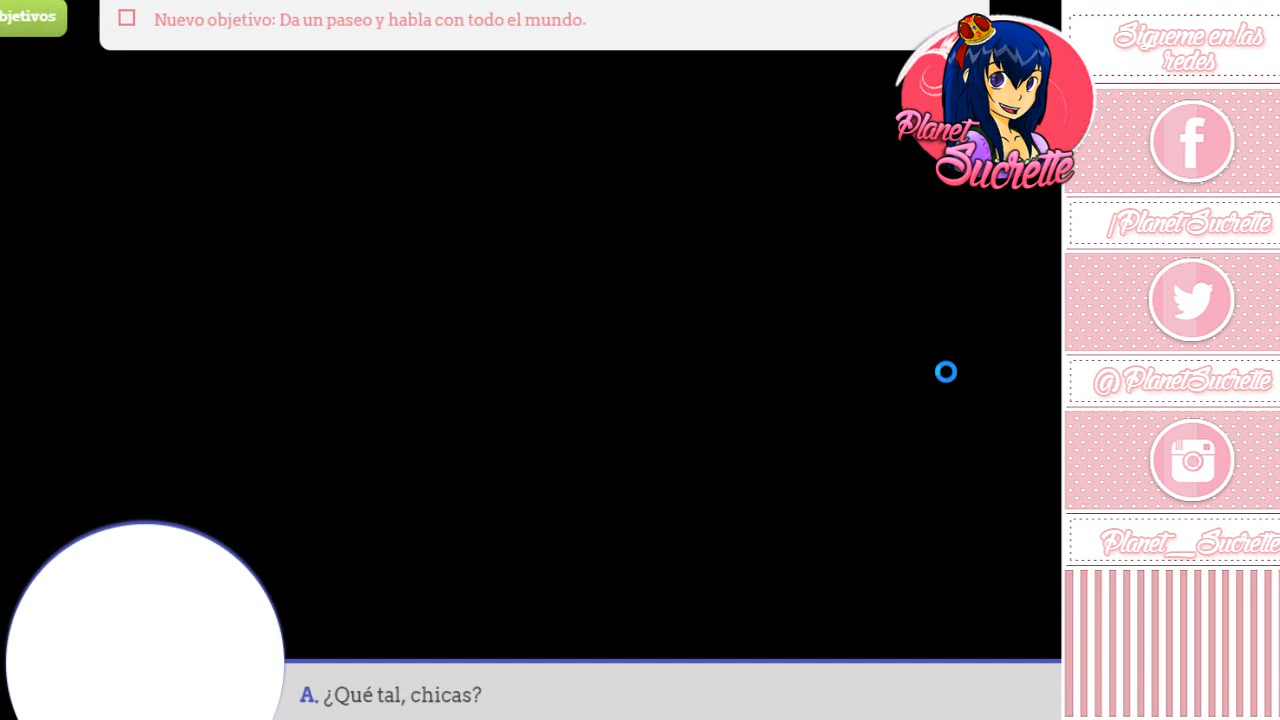 bjetivos
Nuevo objetivo: Da un paseo y habla con todo el mundo.
Planet
Sucrette
Sigueme en las
redes
f
/PlanetSucrette
@PlanetSucrette
Planet__Sucrette
A. ¿Qué tal, chicas?